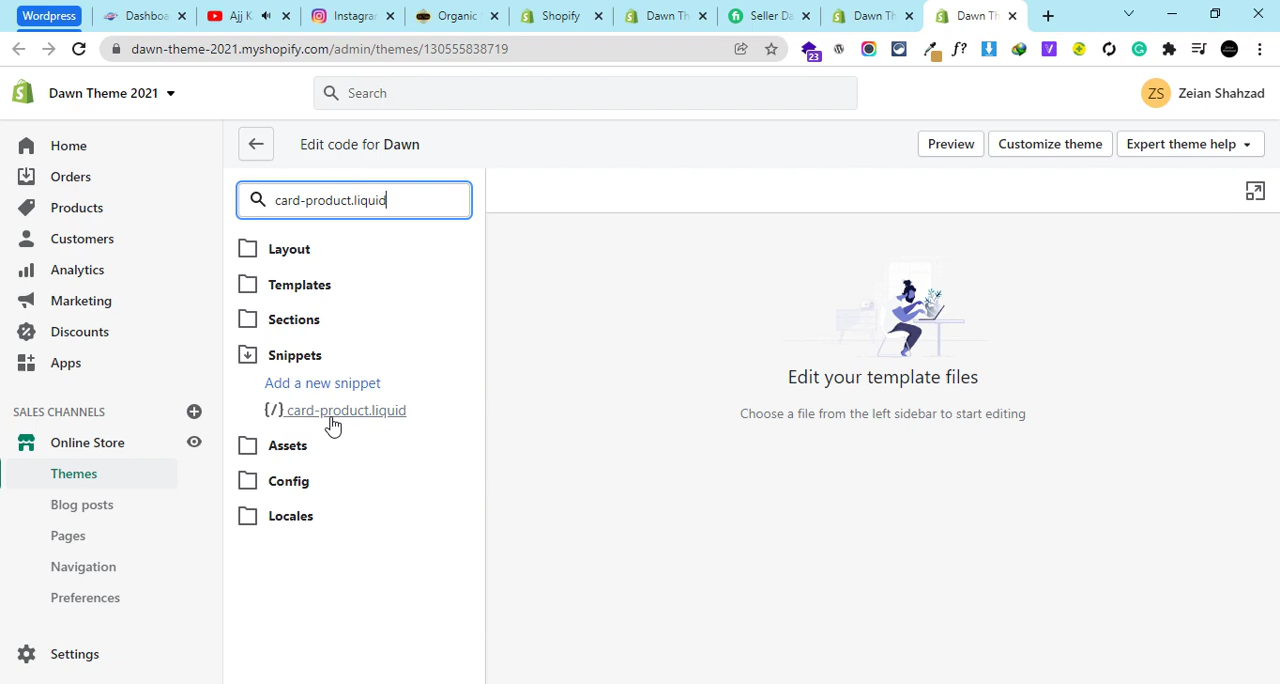 Wordpress Dashboa Ajj K Instagra Organic Shopify Dawn Th Seller Da Dawn Th Dawn Th
dawn-theme-2021.myshopify.com/admin/themes/130555838719 23 f?
Dawn Theme 2021 Search ZS Zeian Shahzad
Home
Orders
Products
Customers
Analytics
Marketing
Discounts
Apps
SALES CHANNELS
Online Store
Themes
Blog posts
Pages
Navigation
Preferences
Settings
Edit code for Dawn Preview Customize theme Expert theme help
card-product.liquid
Layout
Templates
Sections
Snippets
Add a new snippet
{/} card-product.liquid
Assets
Config
Locales
Edit your template files
Choose a file from the left sidebar to start editing